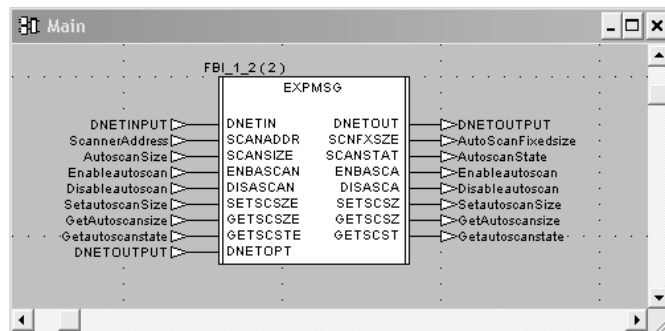 Main
FBI_1_2(2)
EXPMSG
DNETINPUT DNETIN DNETOUT DNETOUTPUT
ScannerAddress SCANADDR SCNFXSZE AutoScanFixedsize
AutoscanSize SCANSIZE SCANSTAT AutoscanState
Enableautoscan ENBASCAN ENBASCA Enableautoscan
Disableautoscan DISASCAN DISASCA Disableautoscan
SetautoscanSize SETSCSZE SETSCSZ SetautoscanSize
GetAutoscansize GETSCSZE GETSCSZ GetAutoscansize
Getautoscanstate GETSCSTE GETSCST Getautoscanstate
DNETOUTPUT DNETOPT